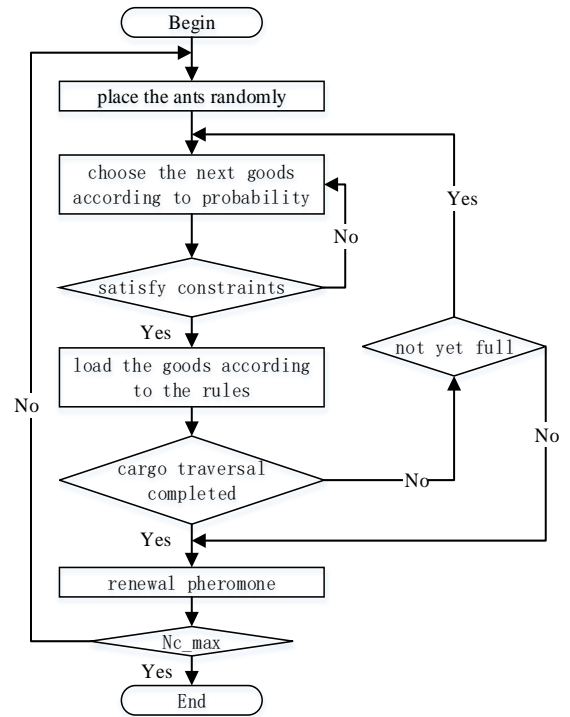 Begin
place the ants randomly
choose the next goods
according to probability
Yes
No
satisfy constraints
Yes
not yet full
load the goods according
to the rules
No
No
cargo traversal
completed
No
Yes
renewal pheromone
Nc_max
Yes
End